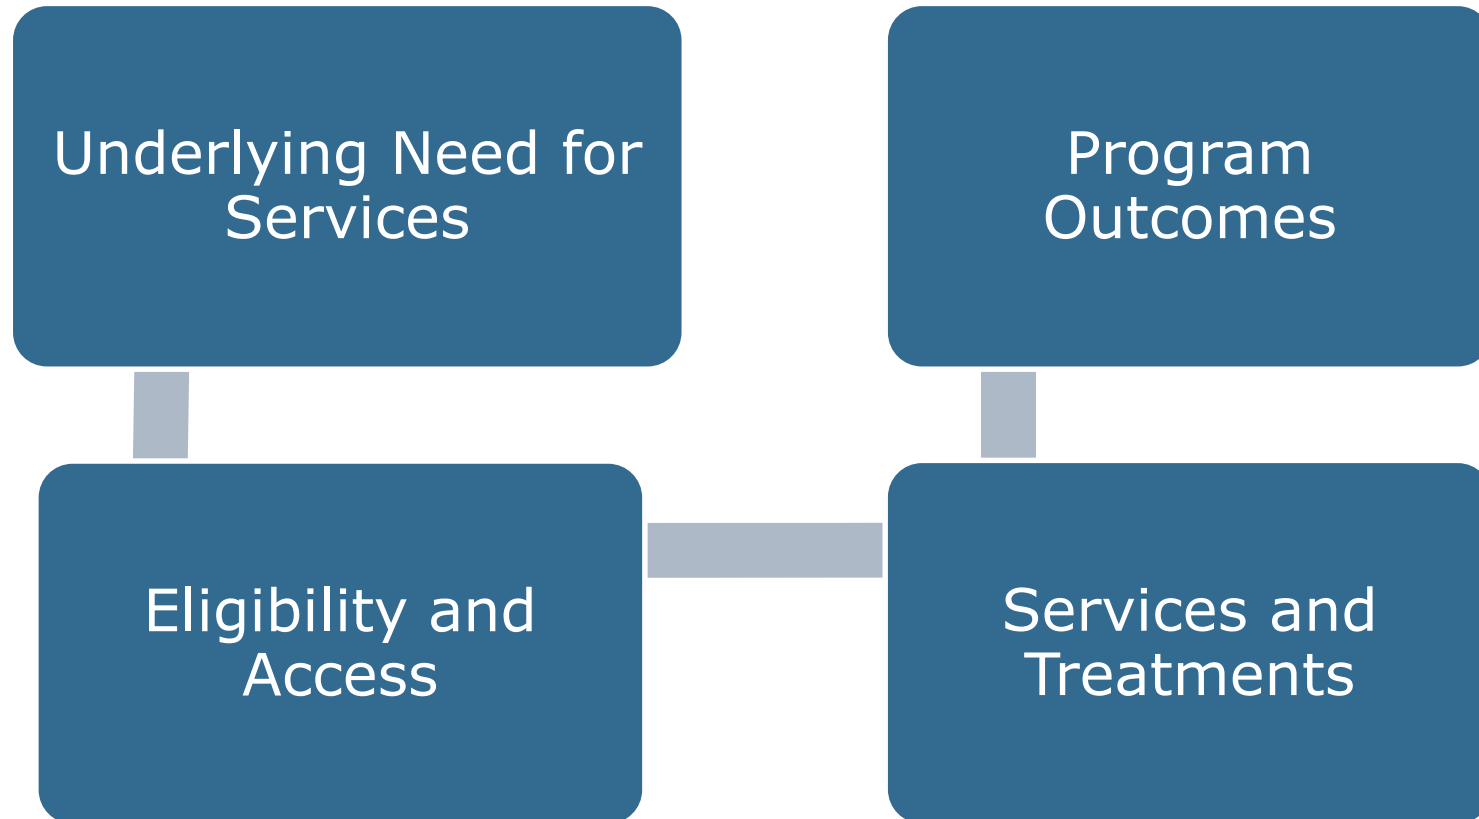 Underlying Need for
Services
Program
Outcomes
Eligibility and
Access
Services and
Treatments